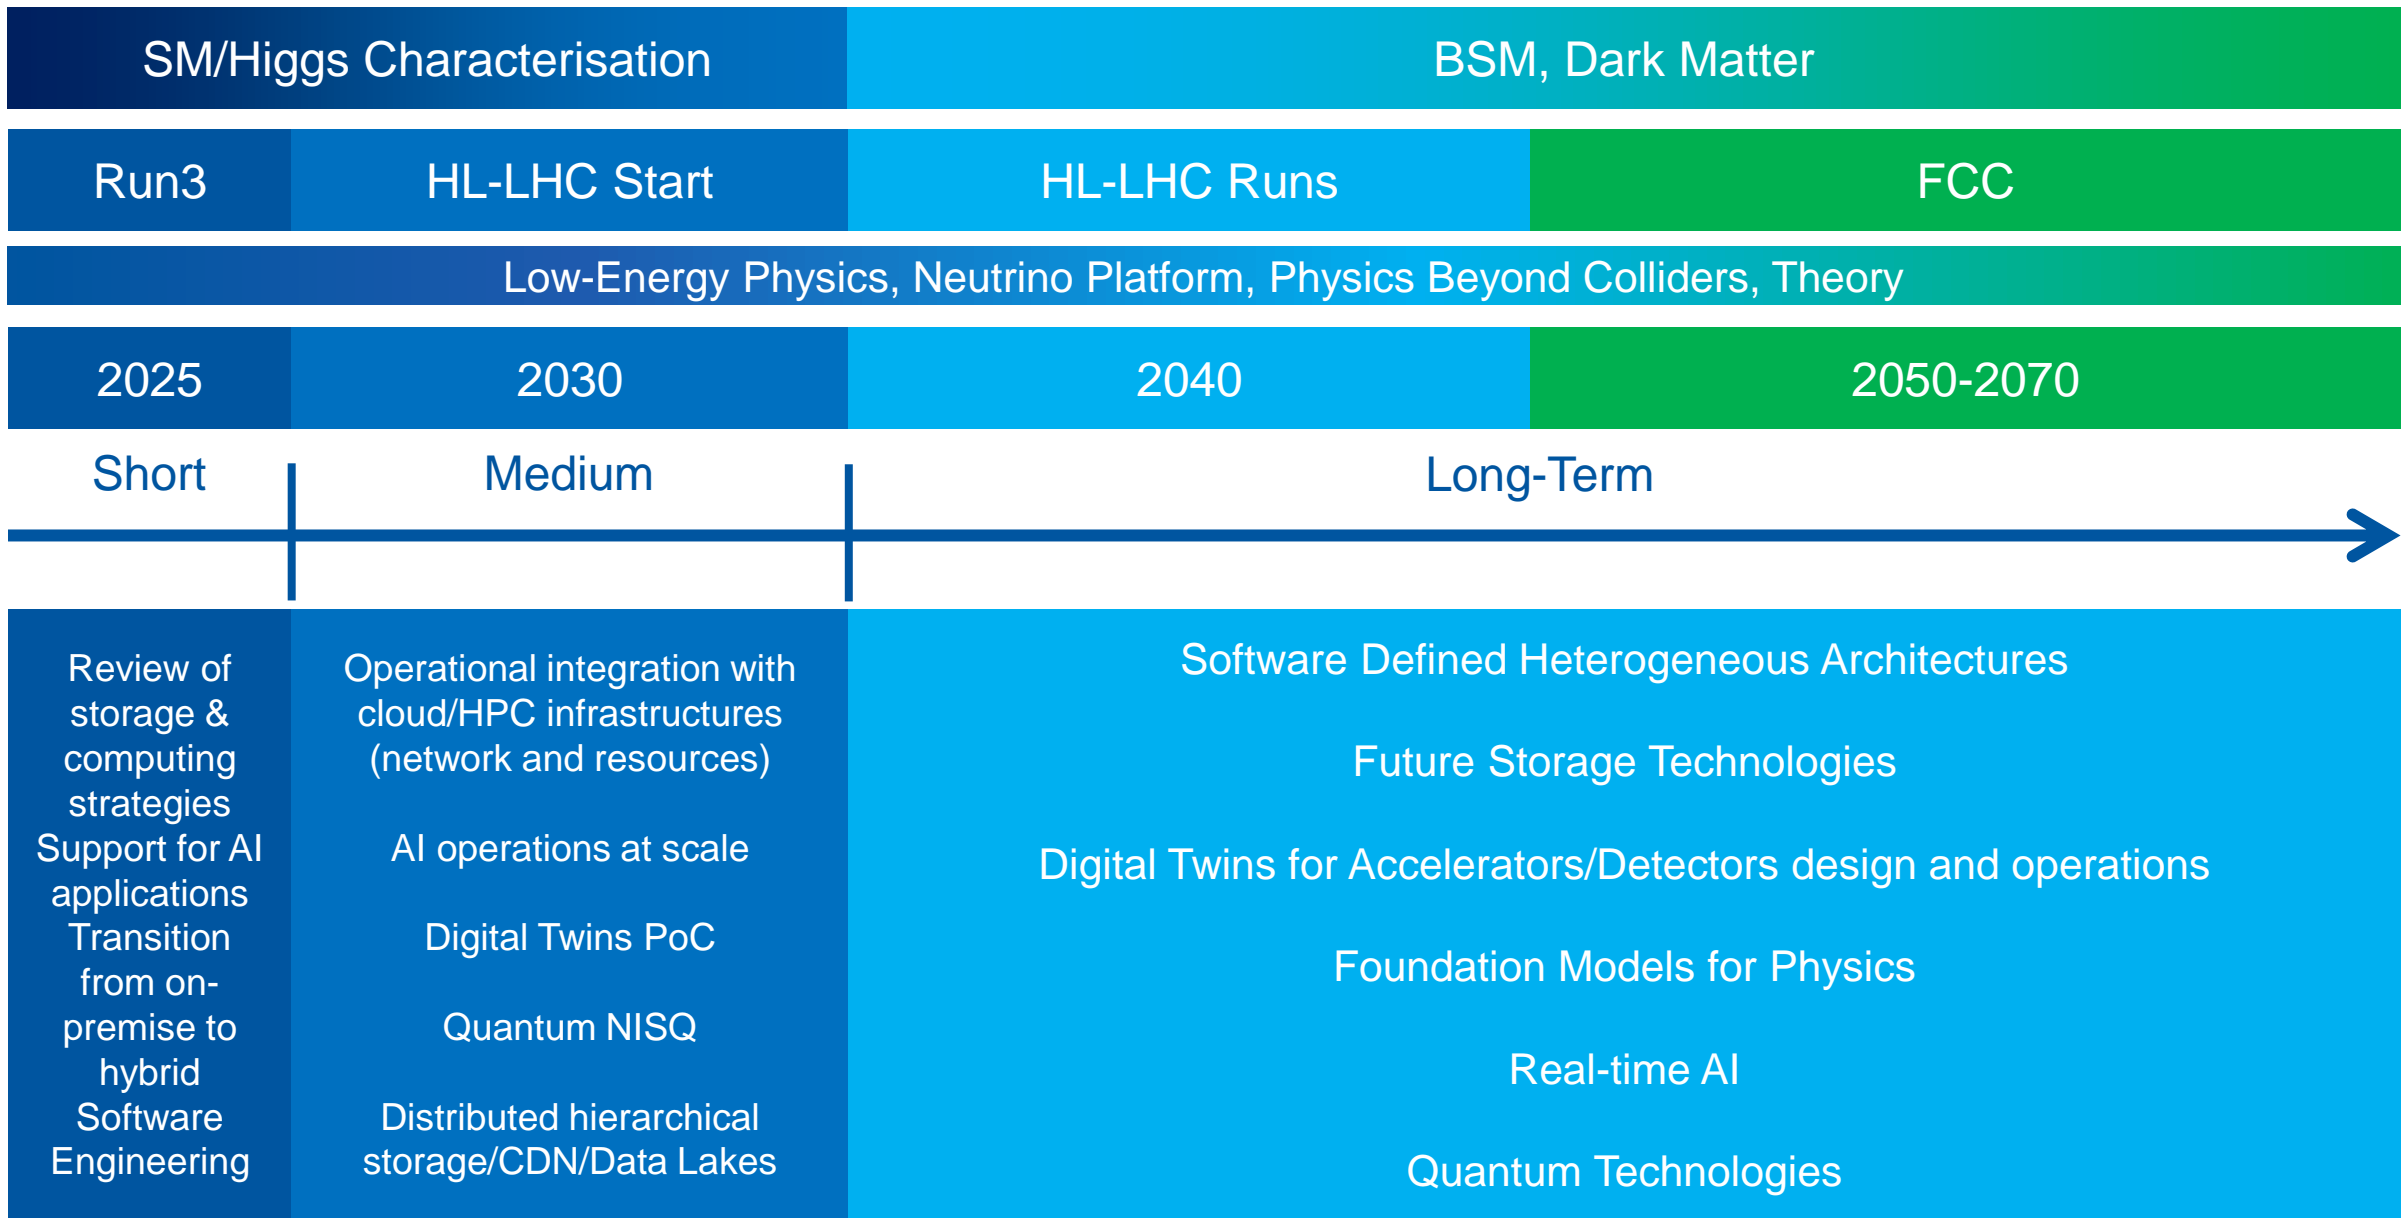 SM/Higgs Characterisation
BSM, Dark Matter
Run3
HL-LHC Start
HL-LHC Runs
FCC
Low-Energy Physics, Neutrino Platform, Physics Beyond Colliders, Theory
2025
2030
2040
2050-2070
Short
Medium
Long-Term
Review of
storage &
computing
strategies
Support for AI
applications
Transition
from on-
premise to
hybrid
Software
Engineering
Operational integration with
cloud/HPC infrastructures
(network and resources)
AI operations at scale
Digital Twins PoC
Quantum NISQ
Distributed hierarchical
storage/CDN/Data Lakes
Software Defined Heterogeneous Architectures
Future Storage Technologies
Digital Twins for Accelerators/Detectors design and operations
Foundation Models for Physics
Real-time AI
Quantum Technologies